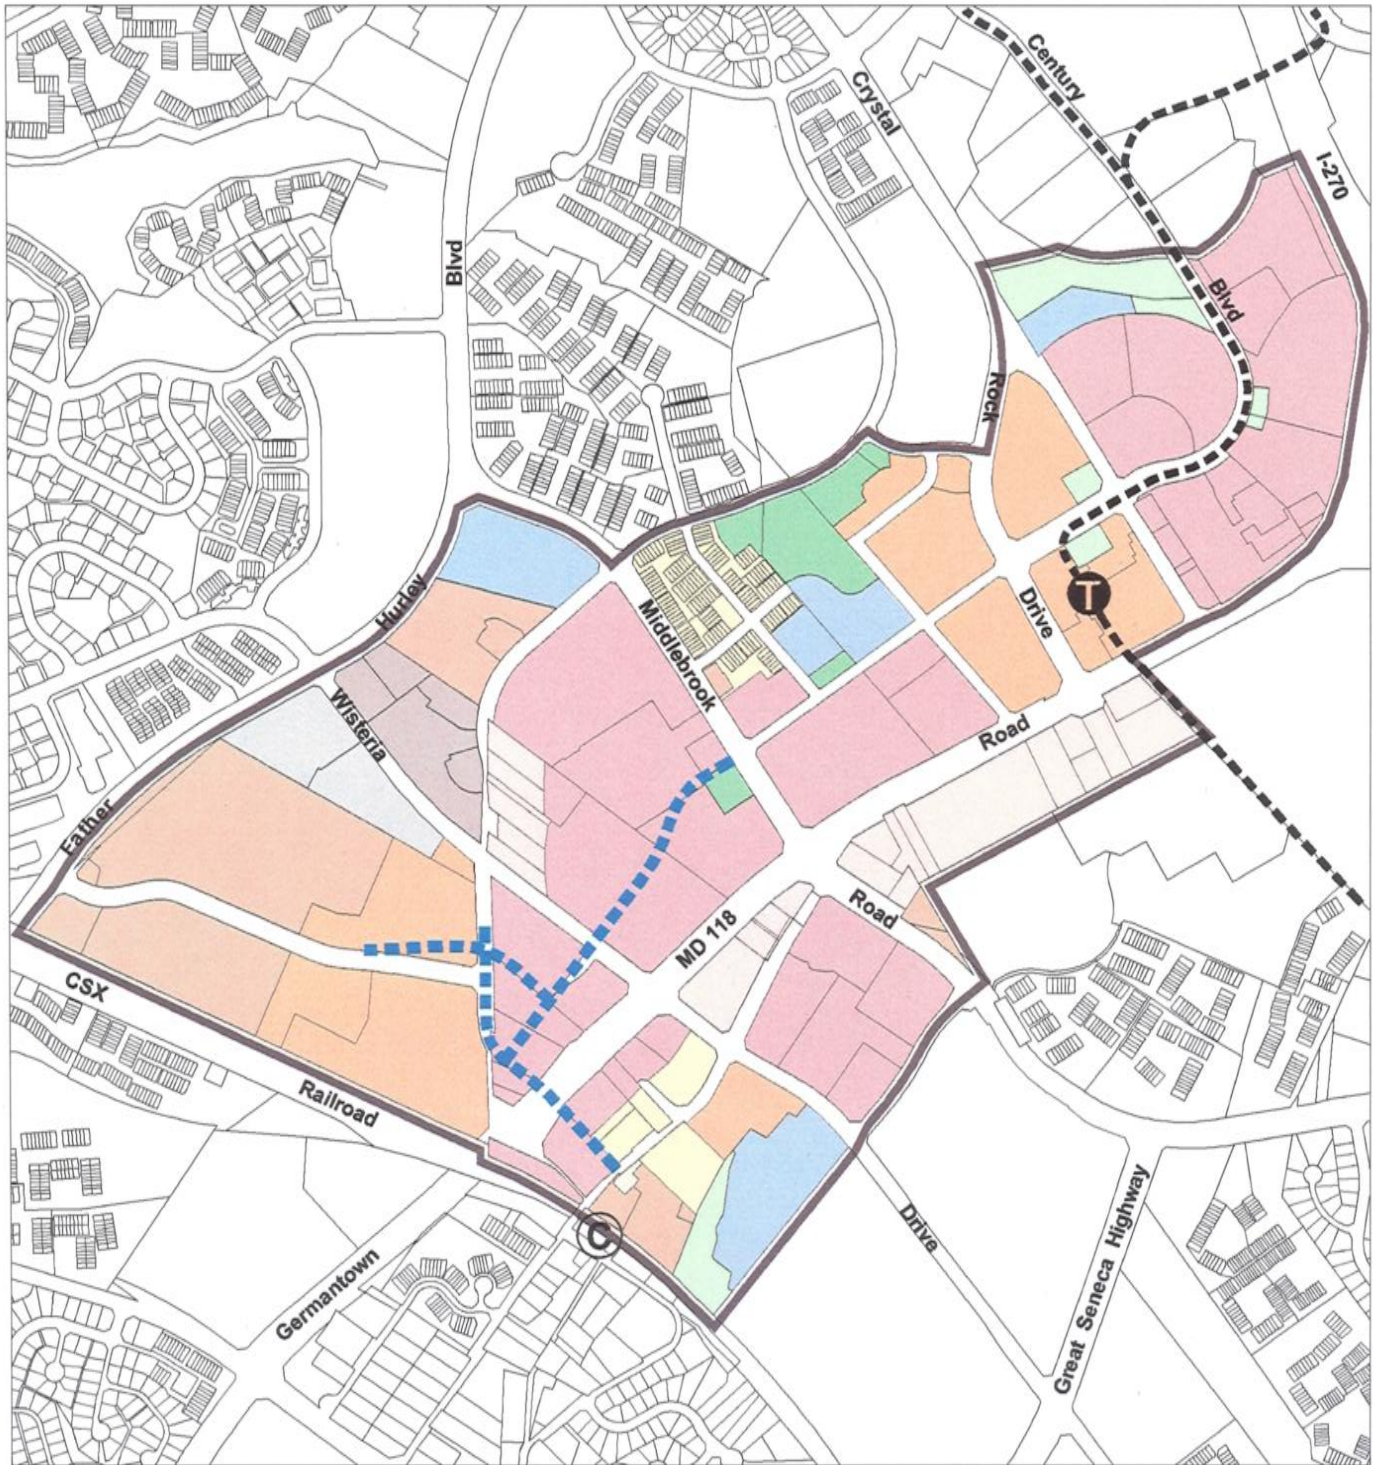 Century
Crystal
I-270
Blvd
Blvd
Rock
Hurley
Middlebrook
Drive
T
Wisteria
Road
Father
Road
MD 118
CSX
Railroad
C
Drive
Great Seneca Highway
Germantown